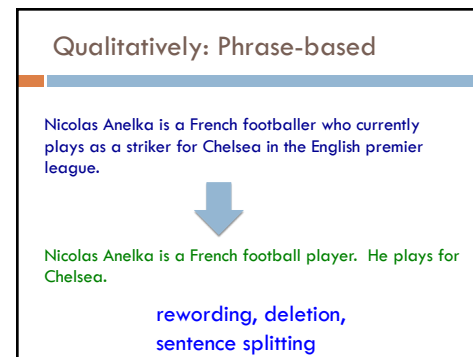 Qualitatively: Phrase-based
Nicolas Anelka is a French footballer who currently
plays as a striker for Chelsea in the English premier
league.
Nicolas Anelka is a French football player.  He plays for
Chelsea.
rewording, deletion,
sentence splitting